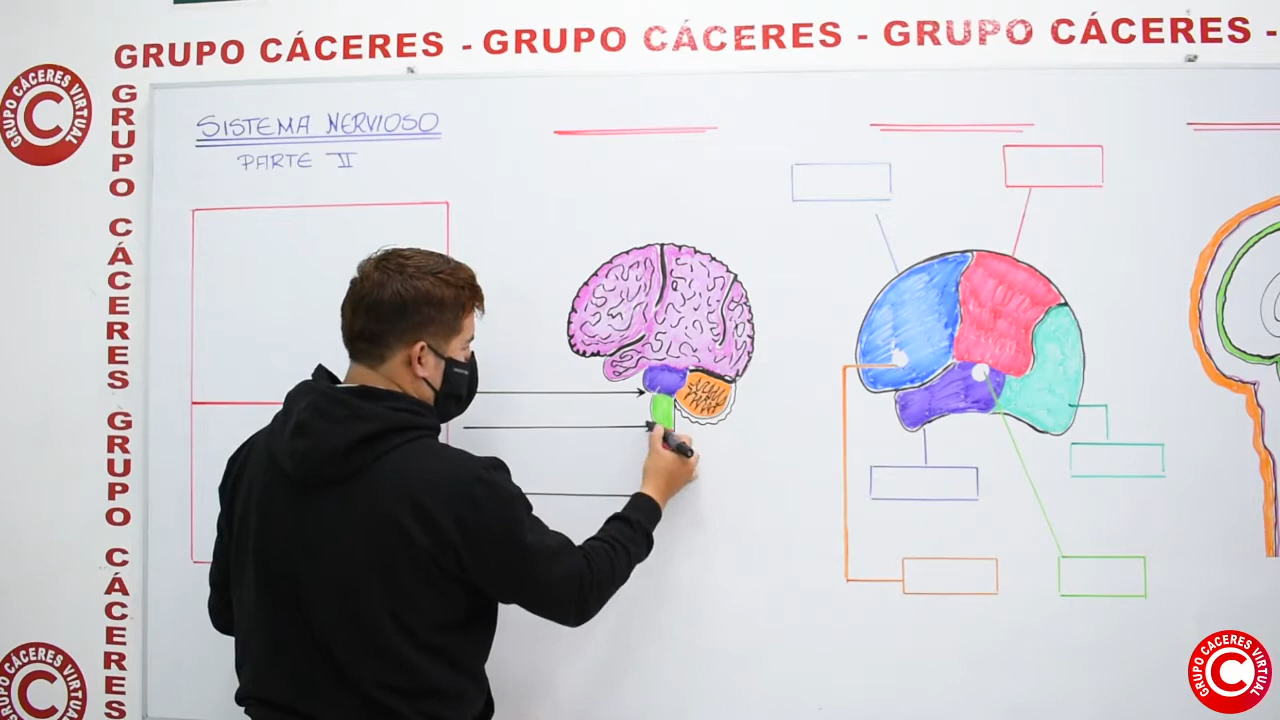 GRUPO CÁCERES - GRUPO CÁCERES - GRUPO CÁCERES -
GRUPO CÁCERES VIRTUAL
C
GRUPO CÁCERES GRUPO CÁCERES
SISTEMA NERVIOSO
PARTE II
GRUPO CÁCERES VIRTUAL
C
GRUPO CACERES VIRTUAL
C